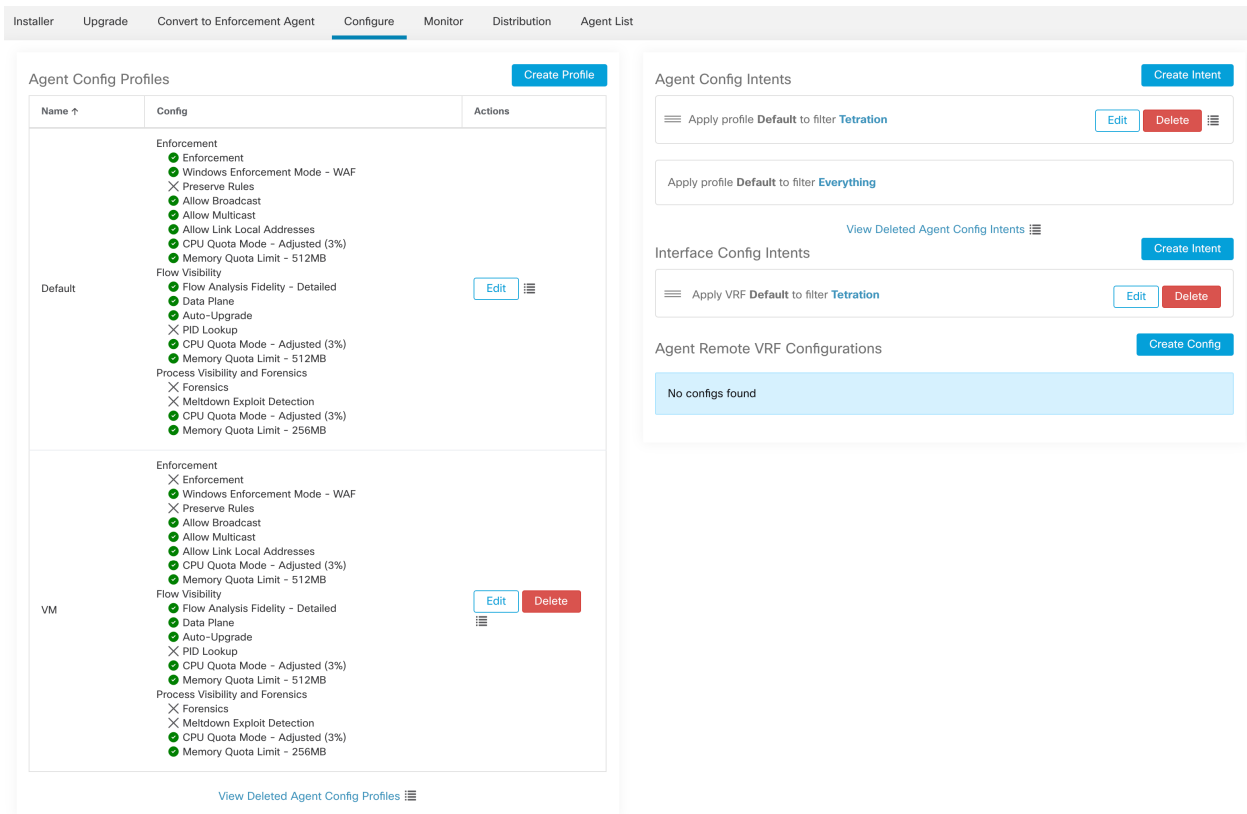 Installer Upgrade Convert to Enforcement Agent Configure Monitor Distribution Agent List
Agent Config Profiles
Create Profile
Name ↑ Config Actions
Default
Enforcement
Enforcement
Windows Enforcement Mode - WAF
Preserve Rules
Allow Broadcast
Allow Multicast
Allow Link Local Addresses
CPU Quota Mode - Adjusted (3%)
Memory Quota Limit - 512MB
Flow Visibility
Flow Analysis Fidelity - Detailed
Data Plane
Auto-Upgrade
PID Lookup
CPU Quota Mode - Adjusted (3%)
Memory Quota Limit - 512MB
Process Visibility and Forensics
Forensics
Meltdown Exploit Detection
CPU Quota Mode - Adjusted (3%)
Memory Quota Limit - 256MB
Edit
VM
Enforcement
Enforcement
Windows Enforcement Mode - WAF
Preserve Rules
Allow Broadcast
Allow Multicast
Allow Link Local Addresses
CPU Quota Mode - Adjusted (3%)
Memory Quota Limit - 512MB
Flow Visibility
Flow Analysis Fidelity - Detailed
Data Plane
Auto-Upgrade
PID Lookup
CPU Quota Mode - Adjusted (3%)
Memory Quota Limit - 512MB
Process Visibility and Forensics
Forensics
Meltdown Exploit Detection
CPU Quota Mode - Adjusted (3%)
Memory Quota Limit - 256MB
Edit Delete
View Deleted Agent Config Profiles
Agent Config Intents
Create Intent
Apply profile Default to filter Tetration
Edit Delete
Apply profile Default to filter Everything
View Deleted Agent Config Intents
Interface Config Intents
Create Intent
Apply VRF Default to filter Tetration
Edit Delete
Agent Remote VRF Configurations
Create Config
No configs found